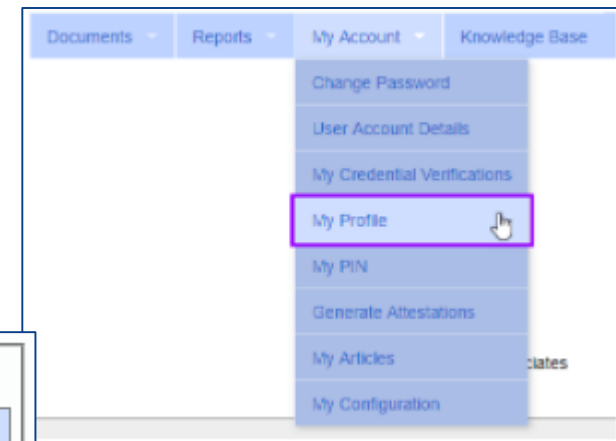 Documents Reports My Account Knowledge Base
Change Password
User Account Details
My Credential Verifications
My Profile
My PIN
Generate Attestations
My Articles
ciates
My Configuration